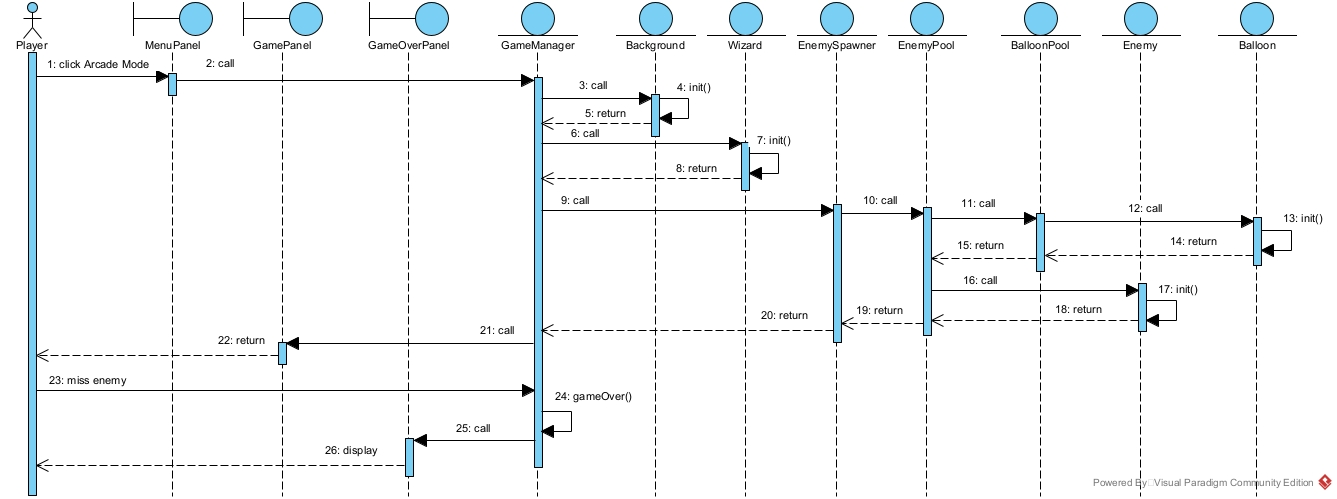 Player
MenuPanel
GamePanel
GameOverPanel
GameManager
Background
Wizard
EnemySpawner
EnemyPool
BalloonPool
Enemy
Balloon
1: click Arcade Mode
2: call
3: call
4: init()
5: return
6: call
7: init()
8: return
9: call
10: call
11: call
12: call
13: init()
14: return
15: return
16: call
17: init()
18: return
19: return
20: return
21: call
22: return
23: miss enemy
24: gameOver()
25: call
26: display
Powered By Visual Paradigm Community Edition